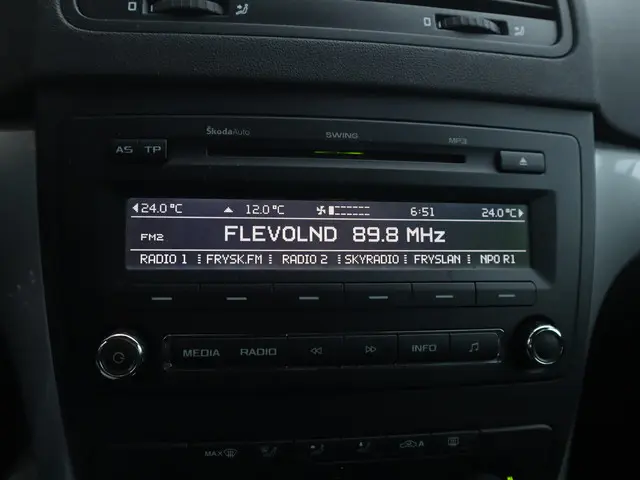 ŠkodaAuto
SWING
MP3
AS TP
24.0°C 12.0°C 6:51 24.0°C
FM2 FLEVOLND 89.8 MHz
RADIO 1 FRYSK.FM RADIO 2 SKYRADIO FRYSLAN NPO R1
MEDIA RADIO INFO
MAX A